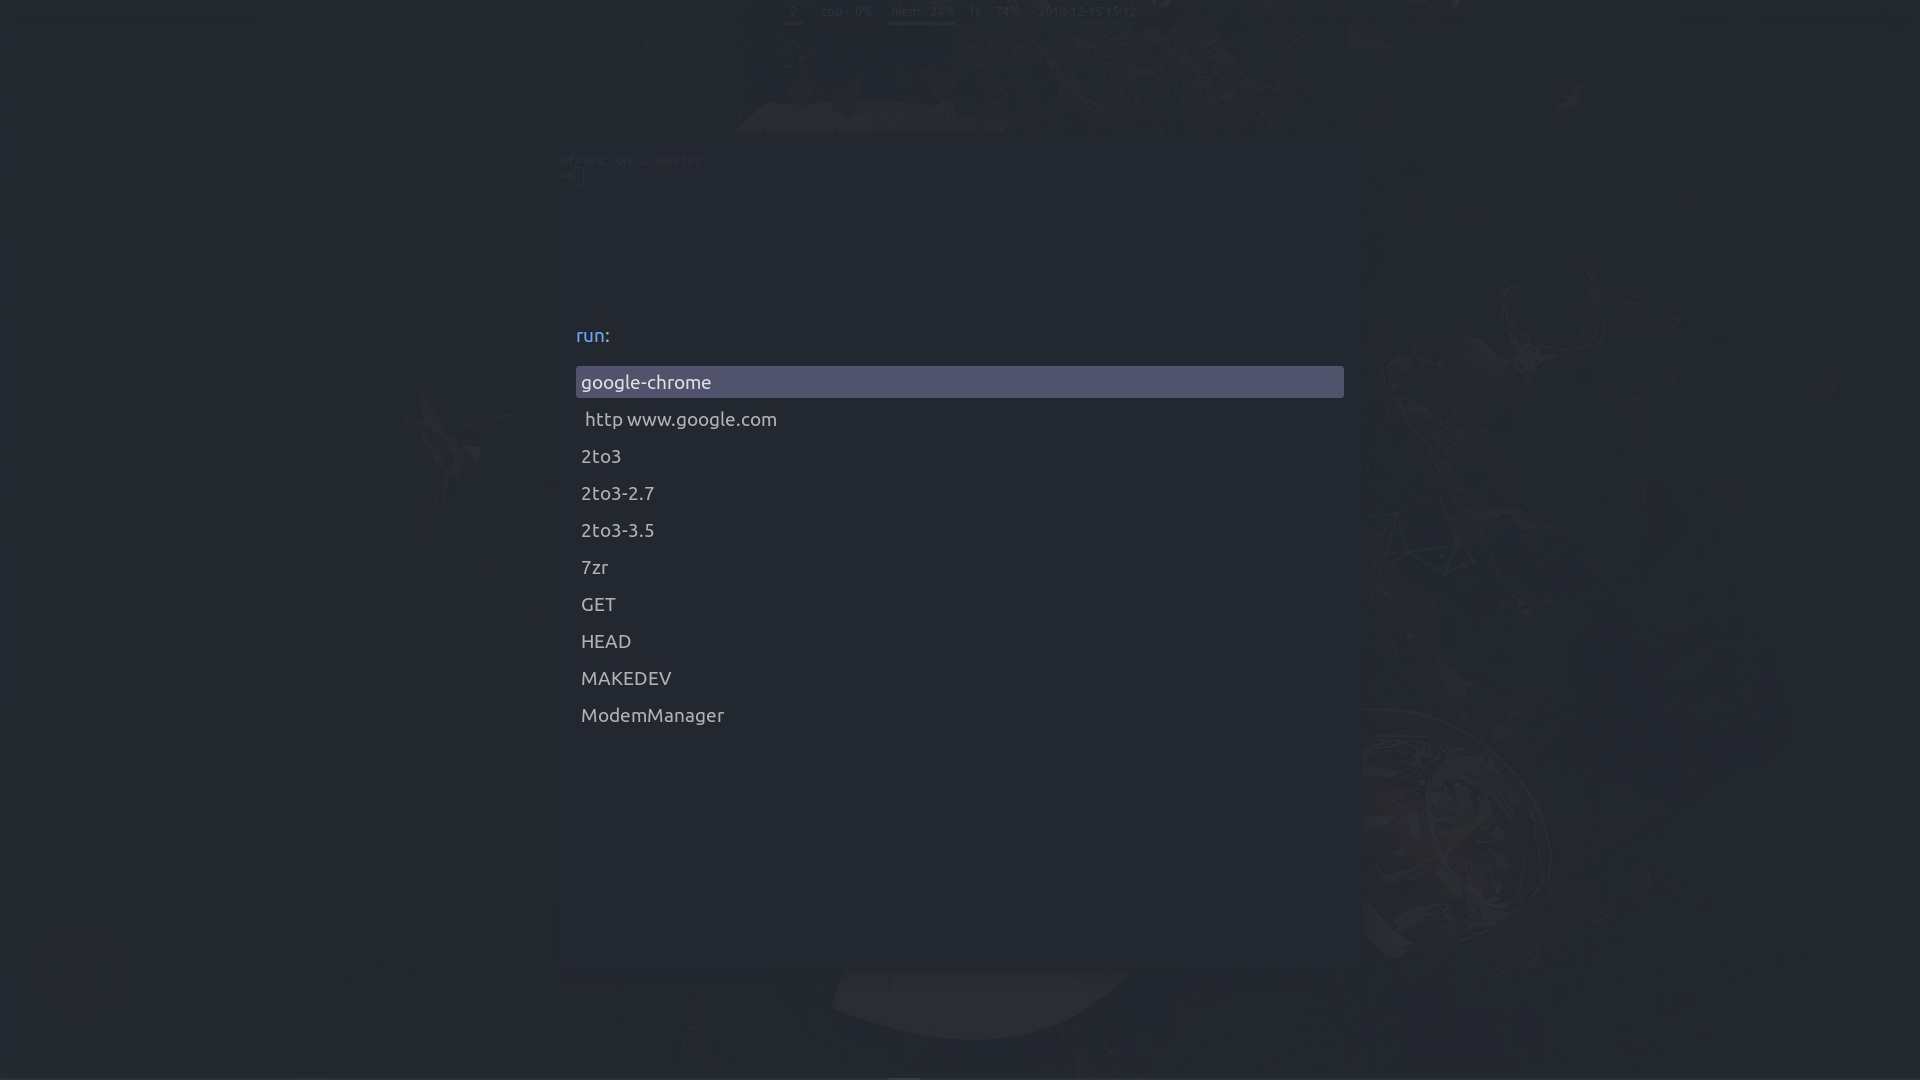 2 cpu - 0% mem - 24% fs - 74% 2018-12-15 15:12
mfranc on master
run:
google-chrome
http www.google.com
2to3
2to3-2.7
2to3-3.5
7zr
GET
HEAD
MAKEDEV
ModemManager